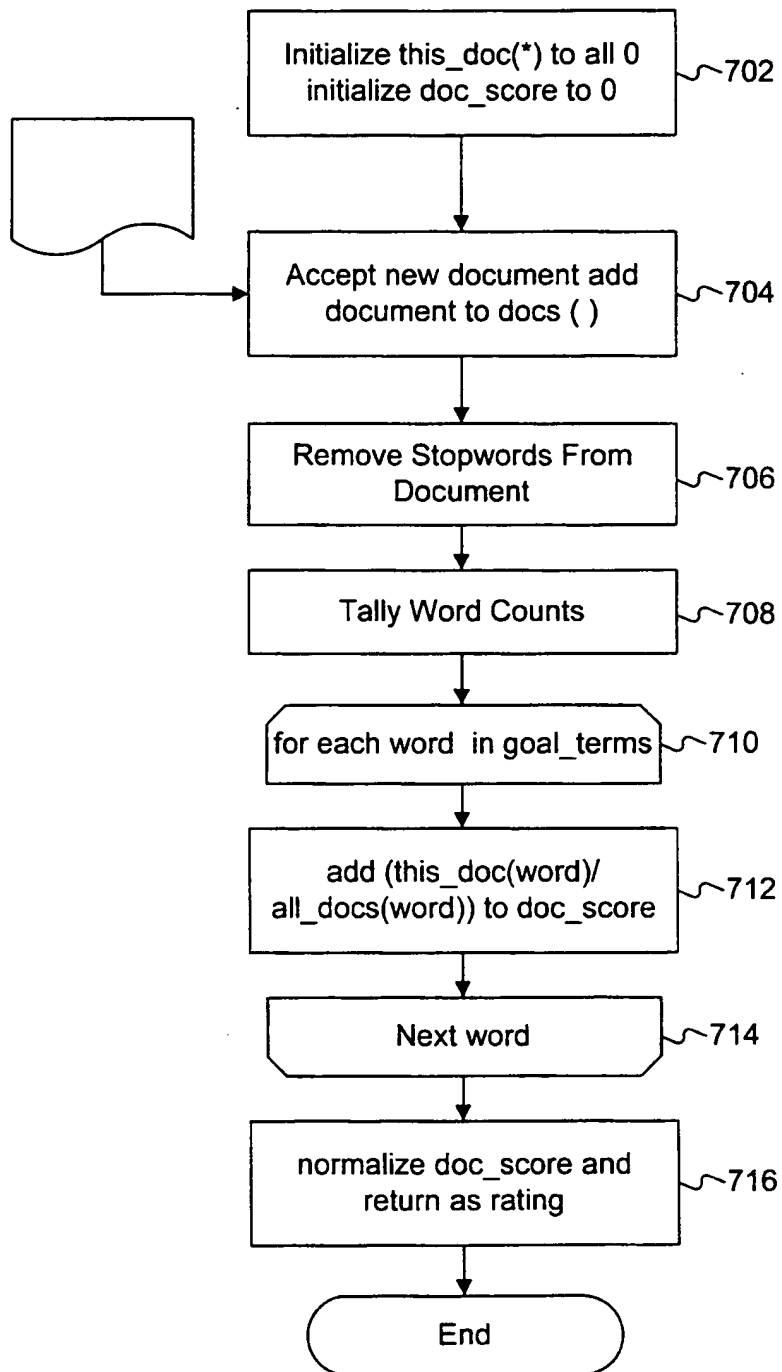 Initialize this_doc(*) to all 0
initialize doc_score to 0
702
Accept new document add
document to docs ( )
704
Remove Stopwords From
Document
706
Tally Word Counts
708
for each word in goal_terms
710
add (this_doc(word)/
all_docs(word)) to doc_score
712
Next word
714
normalize doc_score and
return as rating
716
End